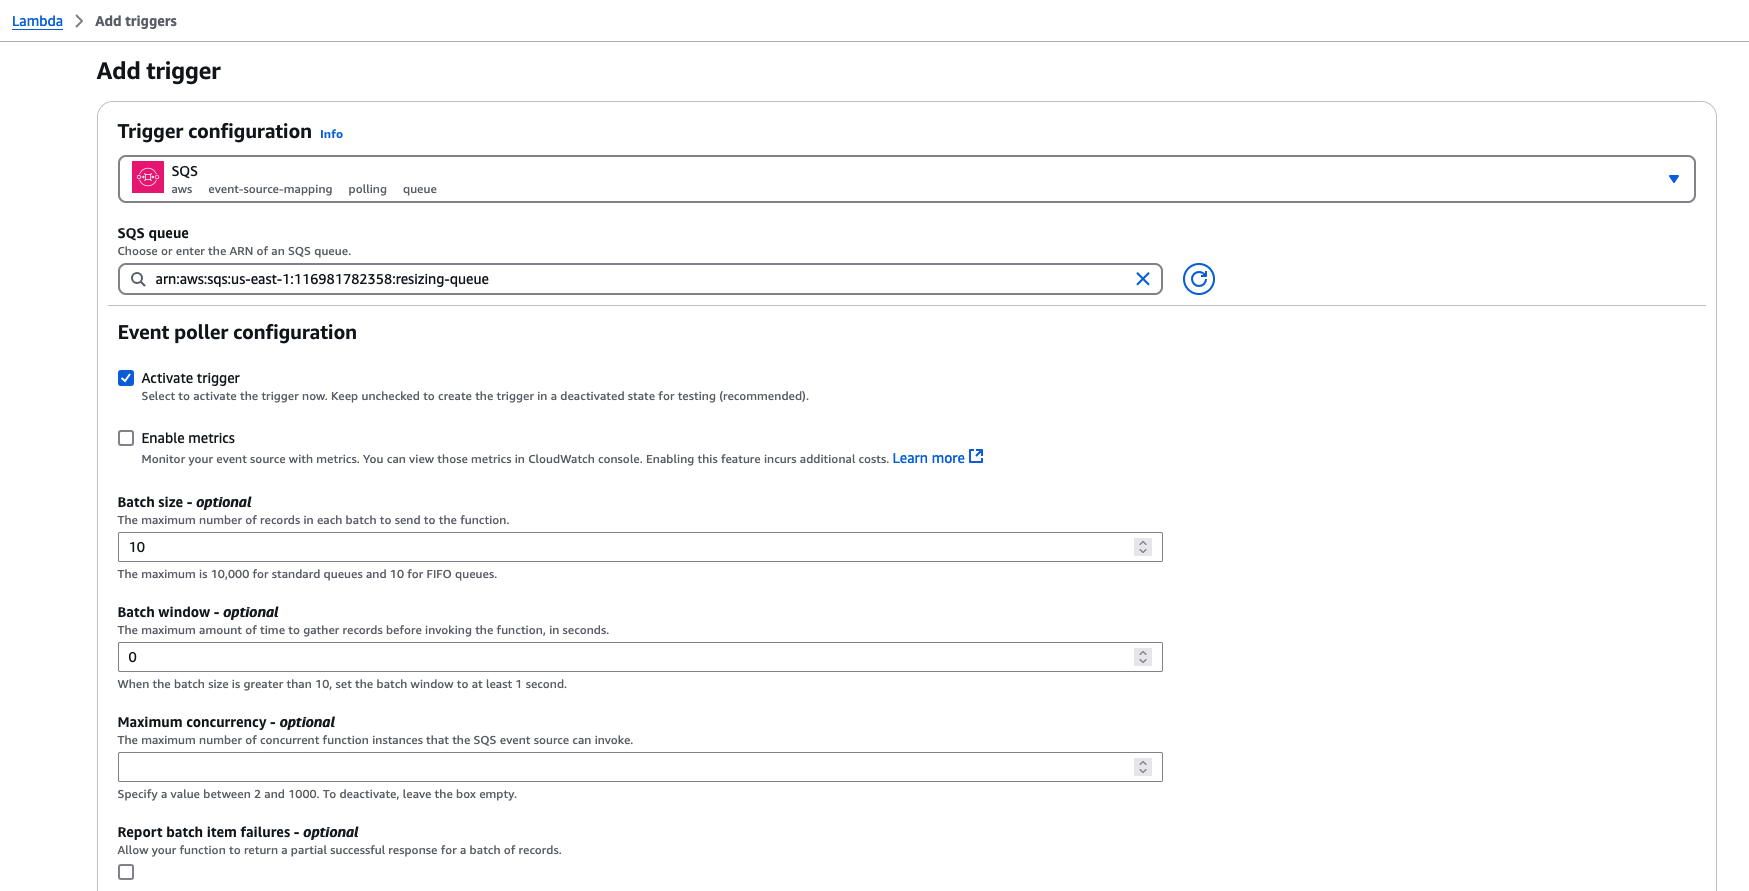 Lambda > Add triggers
Add trigger
Trigger configuration Info
SQS
aws event-source-mapping polling queue
SQS queue
Choose or enter the ARN of an SQS queue.
arn:aws:sqs:us-east-1:116981782358:resizing-queue
Event poller configuration
Activate trigger
Select to activate the trigger now. Keep unchecked to create the trigger in a deactivated state for testing (recommended).
Enable metrics
Monitor your event source with metrics. You can view those metrics in CloudWatch console. Enabling this feature incurs additional costs. Learn more
Batch size - optional
The maximum number of records in each batch to send to the function.
10
The maximum is 10,000 for standard queues and 10 for FIFO queues.
Batch window - optional
The maximum amount of time to gather records before invoking the function, in seconds.
0
When the batch size is greater than 10, set the batch window to at least 1 second.
Maximum concurrency - optional
The maximum number of concurrent function instances that the SQS event source can invoke.
Specify a value between 2 and 1000. To deactivate, leave the box empty.
Report batch item failures - optional
Allow your function to return a partial successful response for a batch of records.